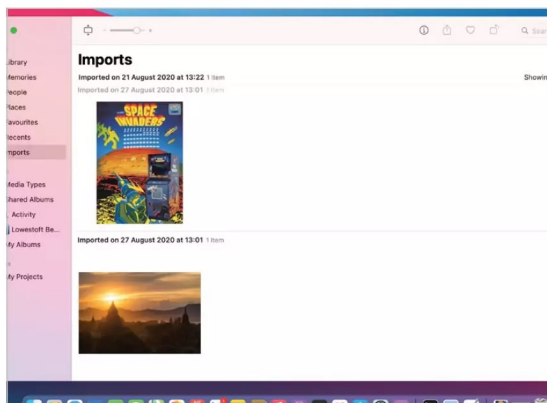 Search
Imports
Imported on 21 August 2020 at 13:22 1 Item
Imported on 27 August 2020 at 13:01 1 Item
Showing
Library
Memories
People
Places
Favourites
Recents
Imports
Media Types
Shared Albums
Activity
Lowestoft Be...
My Albums
My Projects
SPACE
INVADERS
Imported on 27 August 2020 at 13:01 1 Item